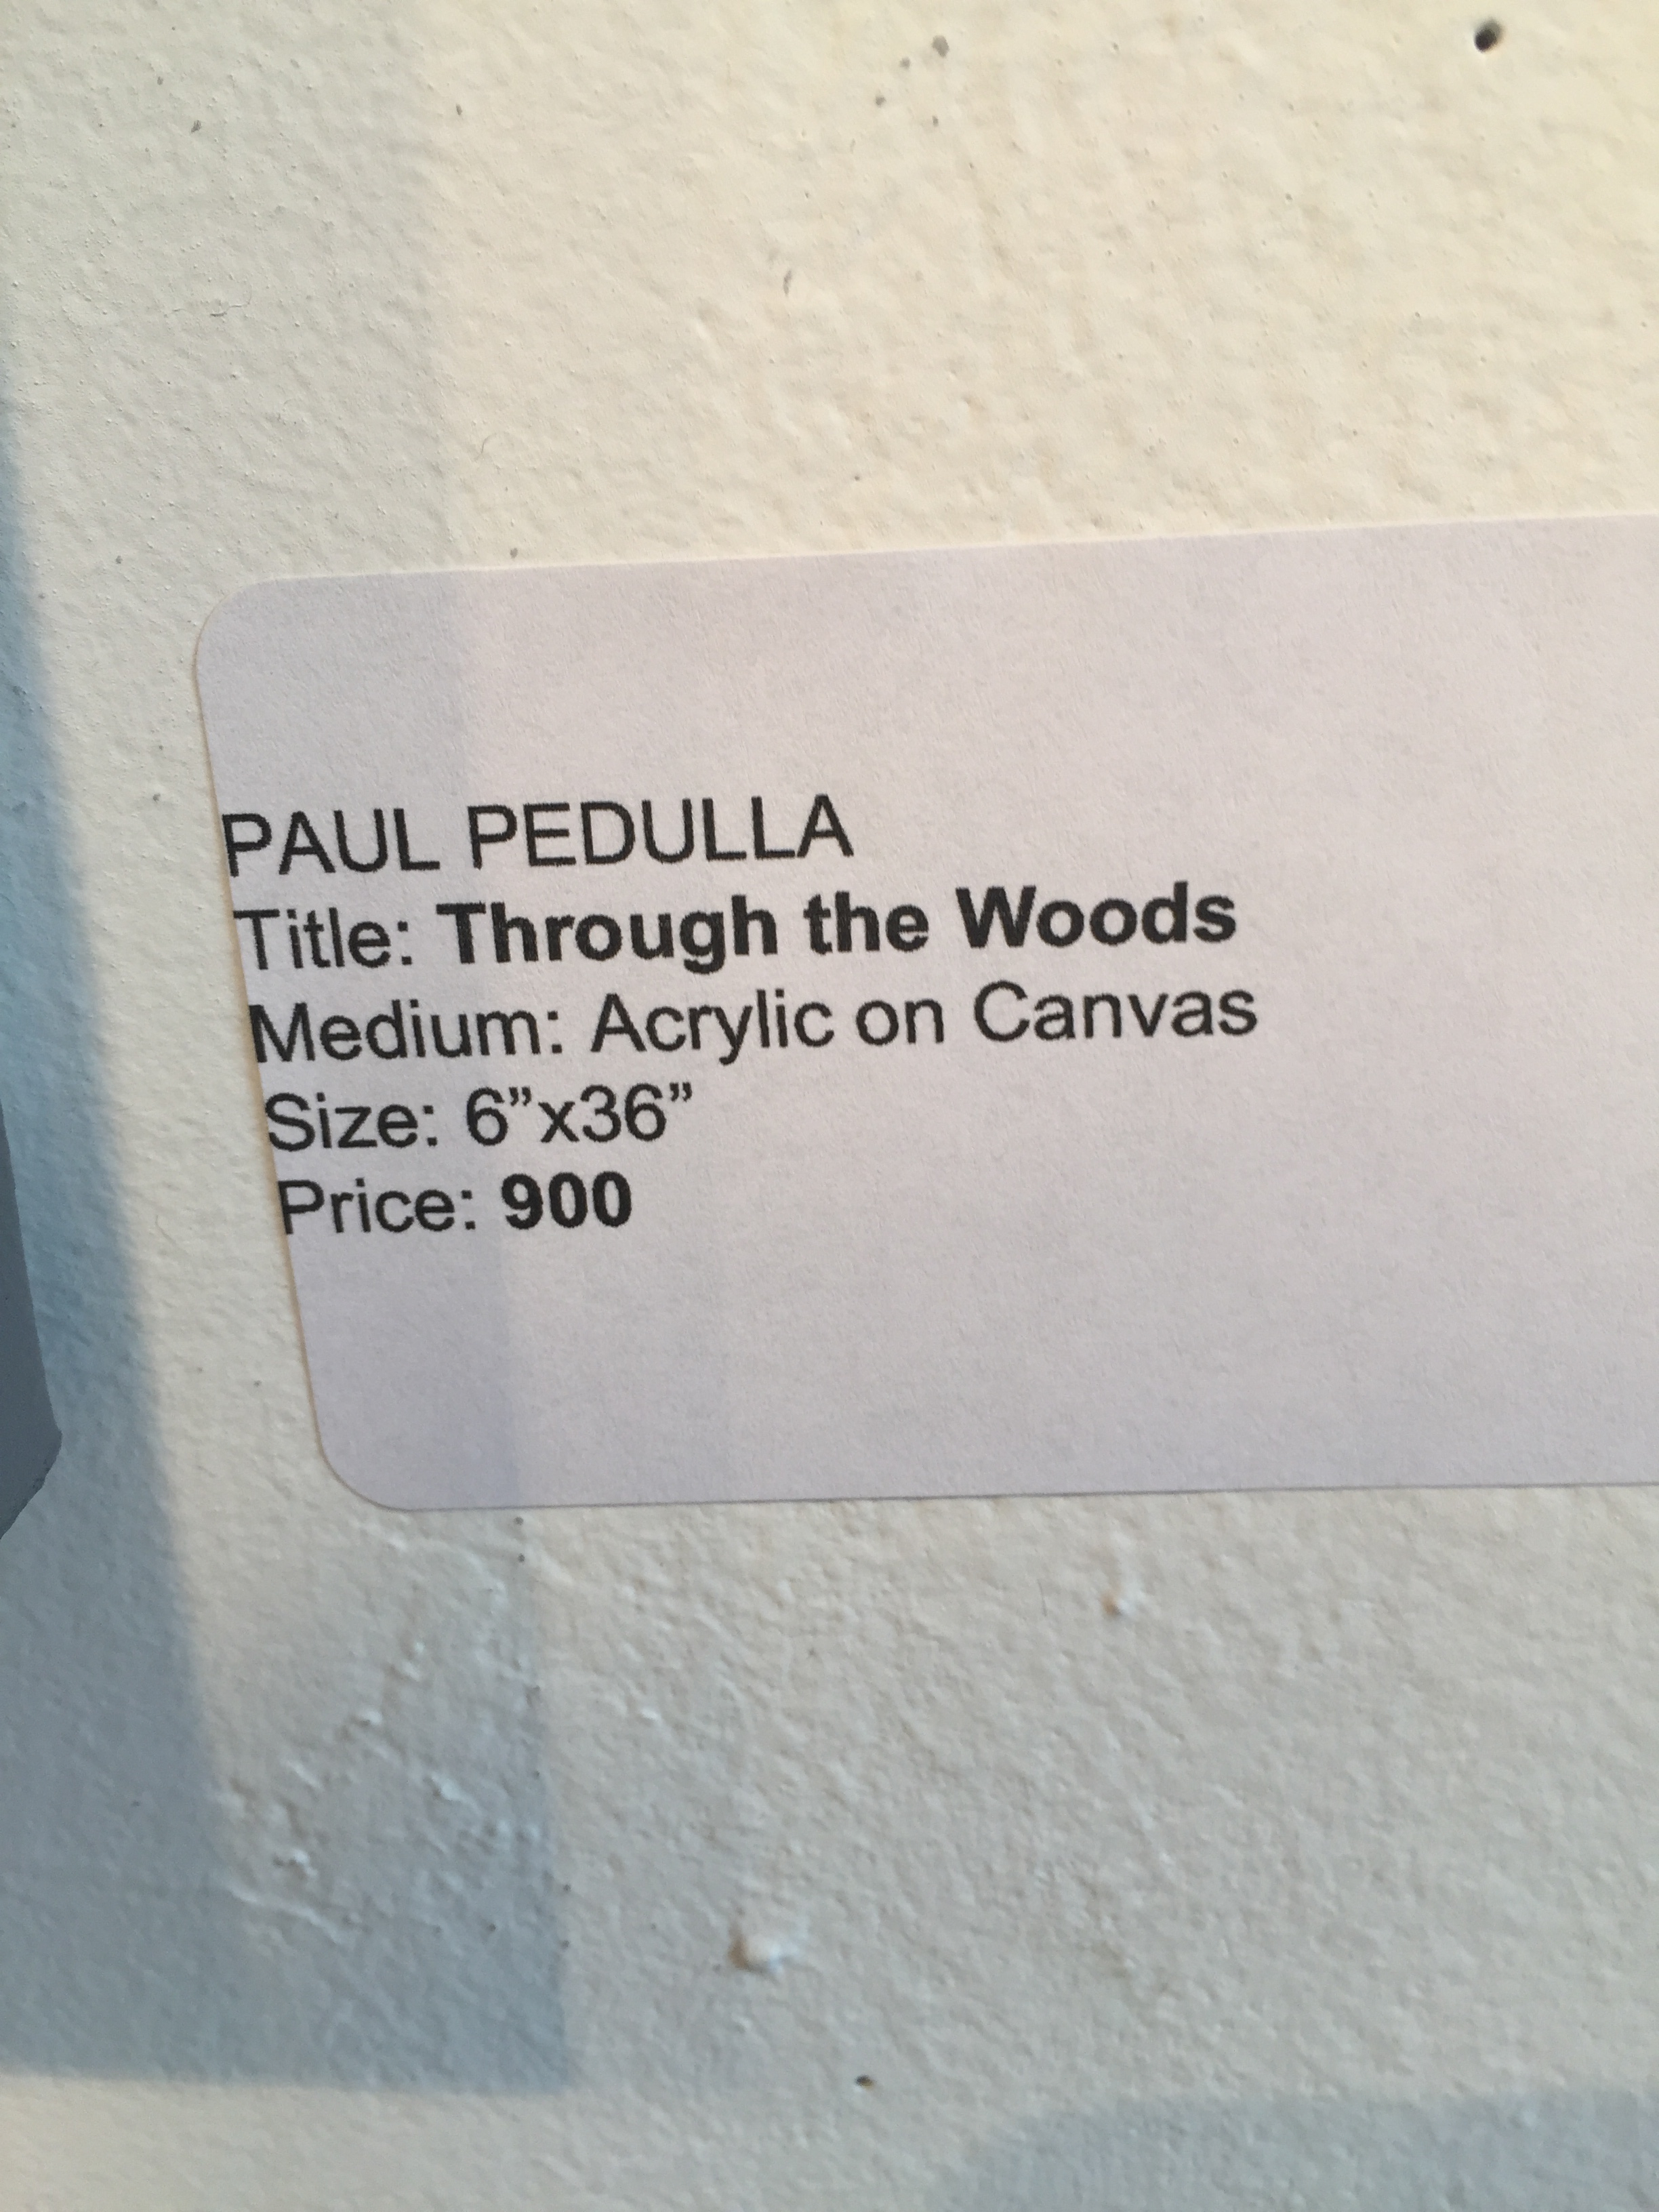 PAUL PEDULLA
Title: Through the Woods
Medium: Acrylic on Canvas
Size: 6”x36”
Price: 900